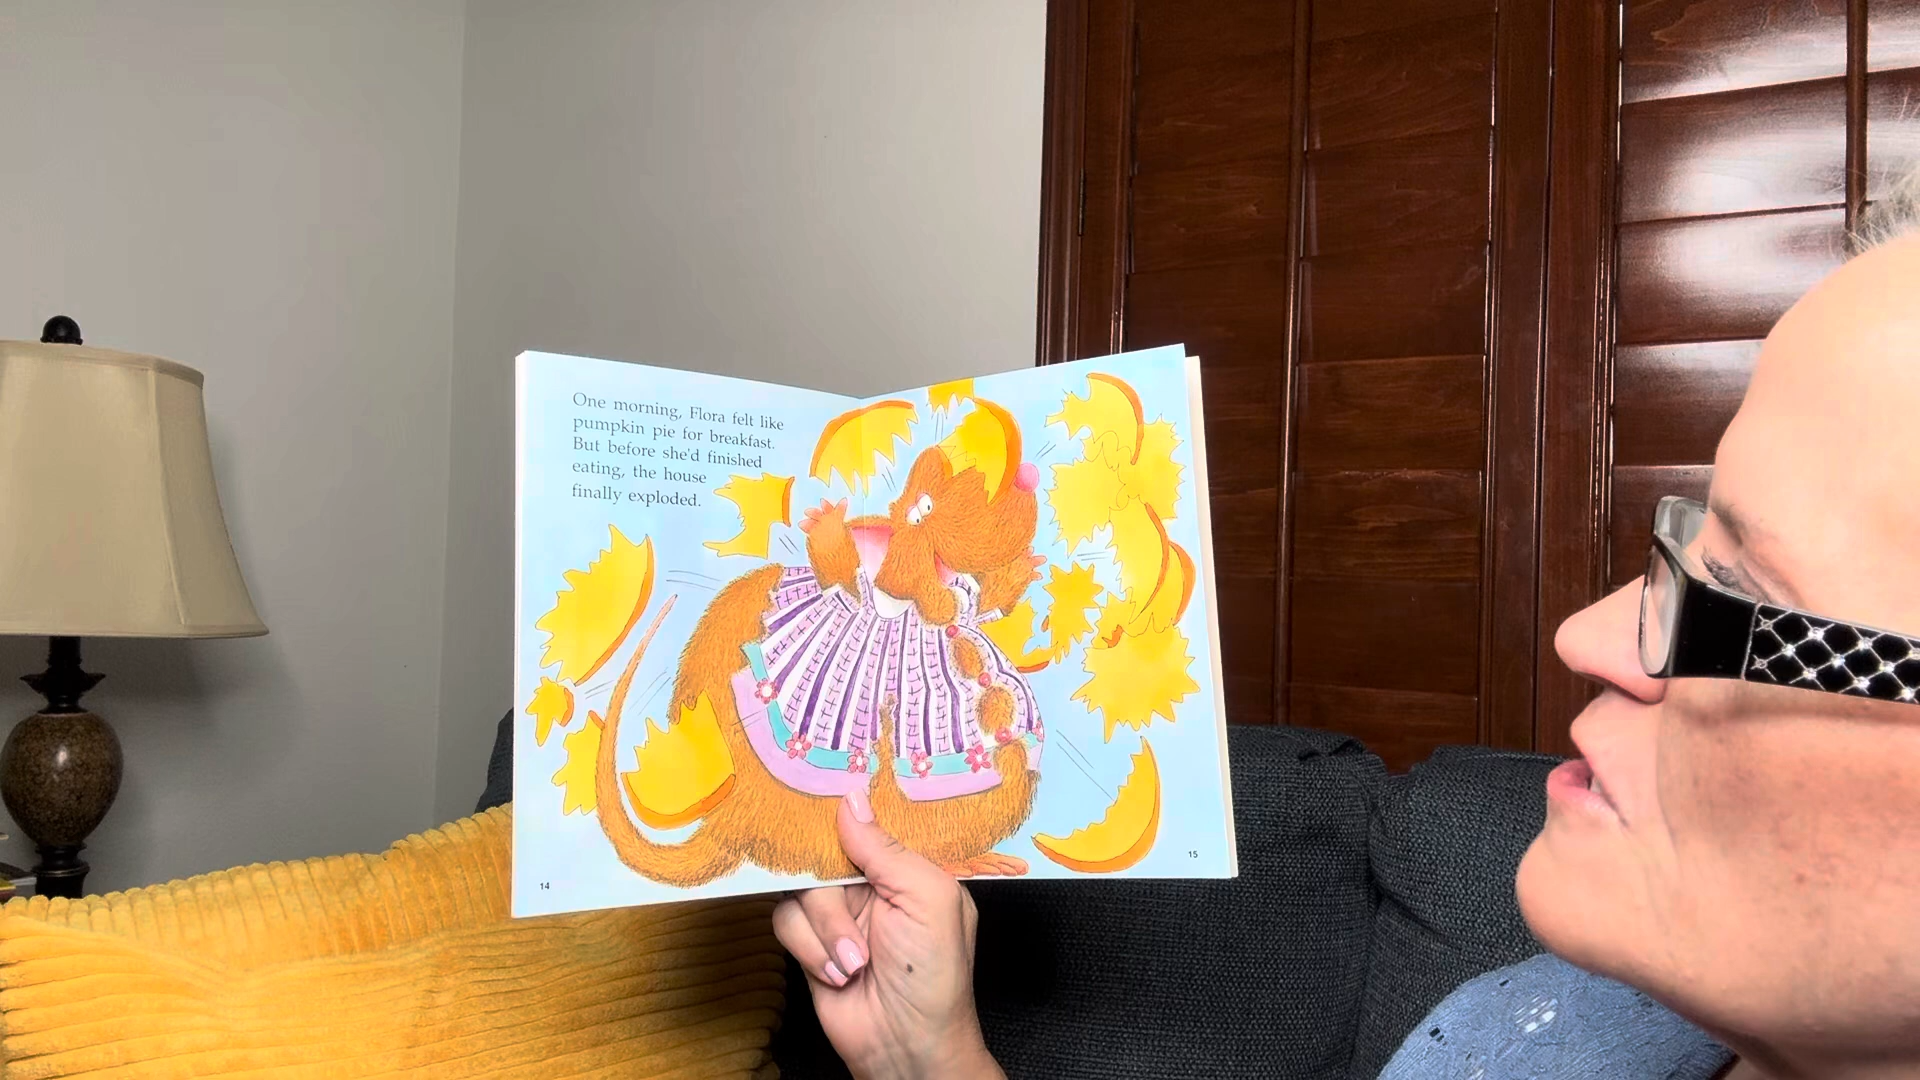 One morning, Flora felt like
pumpkin pie for breakfast.
But before she'd finished
eating, the house
finally exploded.
14
15